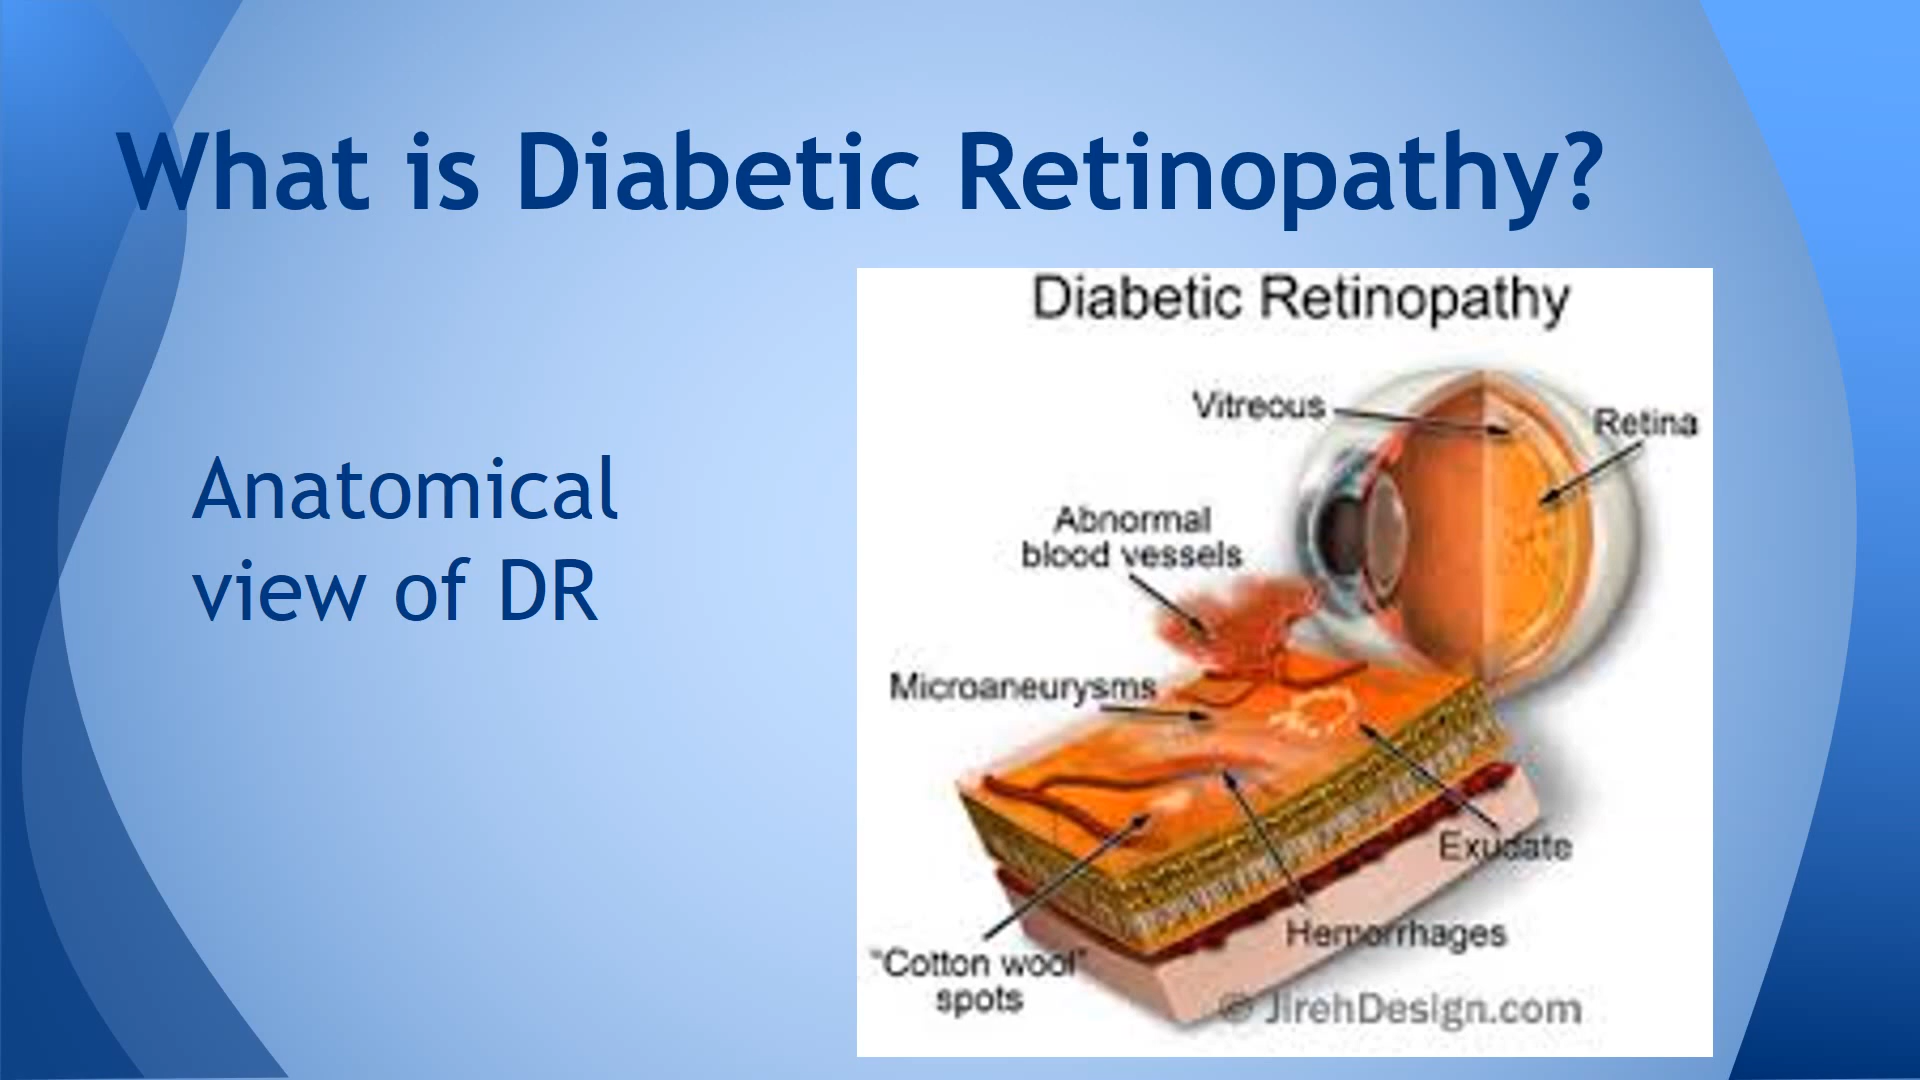 What is Diabetic Retinopathy?
Anatomical
view of DR
Diabetic Retinopathy
Vitreous
Retina
Abnormal
blood vessels
Microaneurysms
Exudate
Hemorrhages
"Cotton wool"
spots
© JirehDesign.com